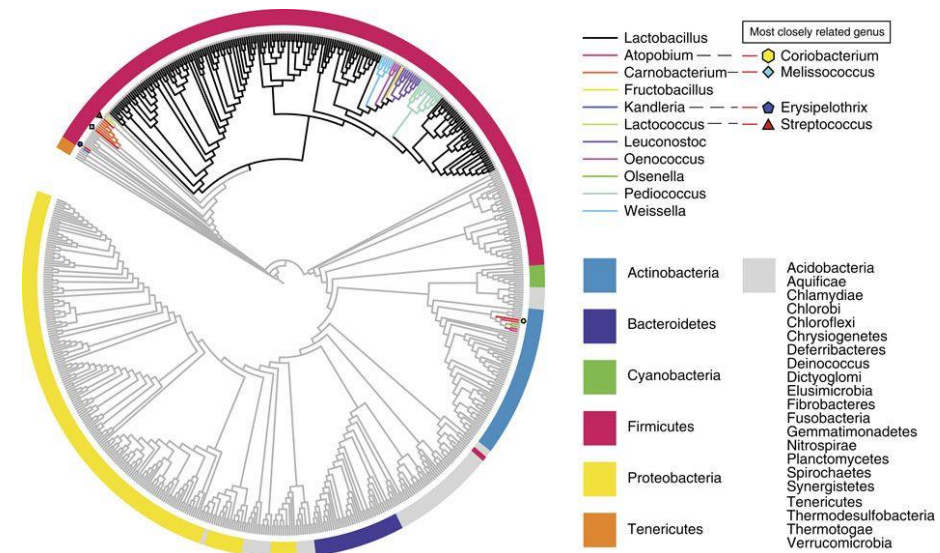 Most closely related genus
Lactobacillus
Atopobium
Coriobacterium
Carnobacterium
Melissococcus
Fructobacillus
Kandleria
Erysipelothrix
Lactococcus
Streptococcus
Leuconostoc
Oenococcus
Olsenella
Pediococcus
Weissella
Actinobacteria
Bacteroidetes
Cyanobacteria
Firmicutes
Proteobacteria
Tenericutes
Acidobacteria
Aquificae
Chlamydiae
Chlorobi
Chloroflexi
Chrysiogenetes
Deferribacteres
Deinococcus
Dictyoglomi
Elusimicrobia
Fibrobacteres
Fusobacteria
Gemmatimonadetes
Nitrospirae
Planctomycetes
Spirochaetes
Synergistetes
Tenericutes
Thermodesulfobacteria
Thermotogae
Verrucomicrobia